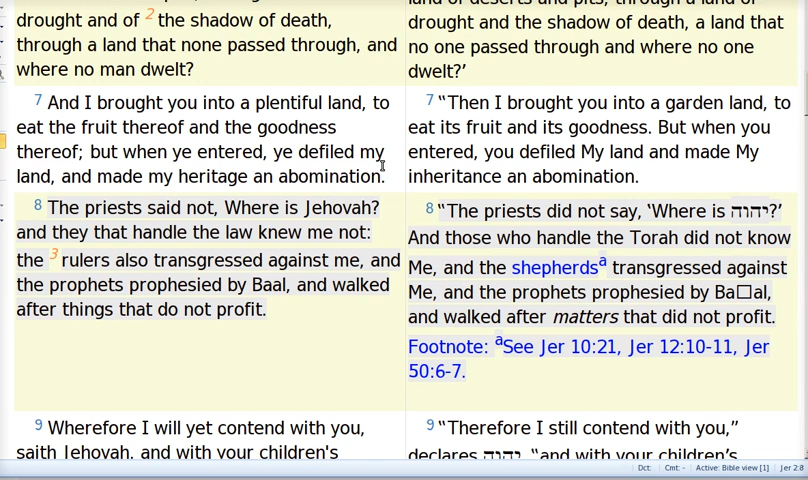 drought and of 2 the shadow of death,
through a land that none passed through, and
where no man dwelt?
7 And I brought you into a plentiful land, to
eat the fruit thereof and the goodness
thereof; but when ye entered, ye defiled my
land, and made my heritage an abomination.
8 The priests said not, Where is Jehovah?
and they that handle the law knew me not:
the 3 rulers also transgressed against me, and
the prophets prophesied by Baal, and walked
after things that do not profit.
9 Wherefore I will yet contend with you,
saith Jehovah, and with your children's
land of deserts and pits, through a land of
drought and the shadow of death, a land that
no one passed through and where no one
dwelt?’
7 “Then I brought you into a garden land, to
eat its fruit and its goodness. But when you
entered, you defiled My land and made My
inheritance an abomination.
8 “The priests did not say, ‘Where is יהוה?’
And those who handle the Torah did not know
Me, and the shepherdsa transgressed against
Me, and the prophets prophesied by Ba□al,
and walked after matters that did not profit.
Footnote: aSee Jer 10:21, Jer 12:10-11, Jer
50:6-7.
9 “Therefore I still contend with you,”
declares יהוה, “and with your children’s
Dct: Cmt: - Active: Bible view [1] Jer 2:8